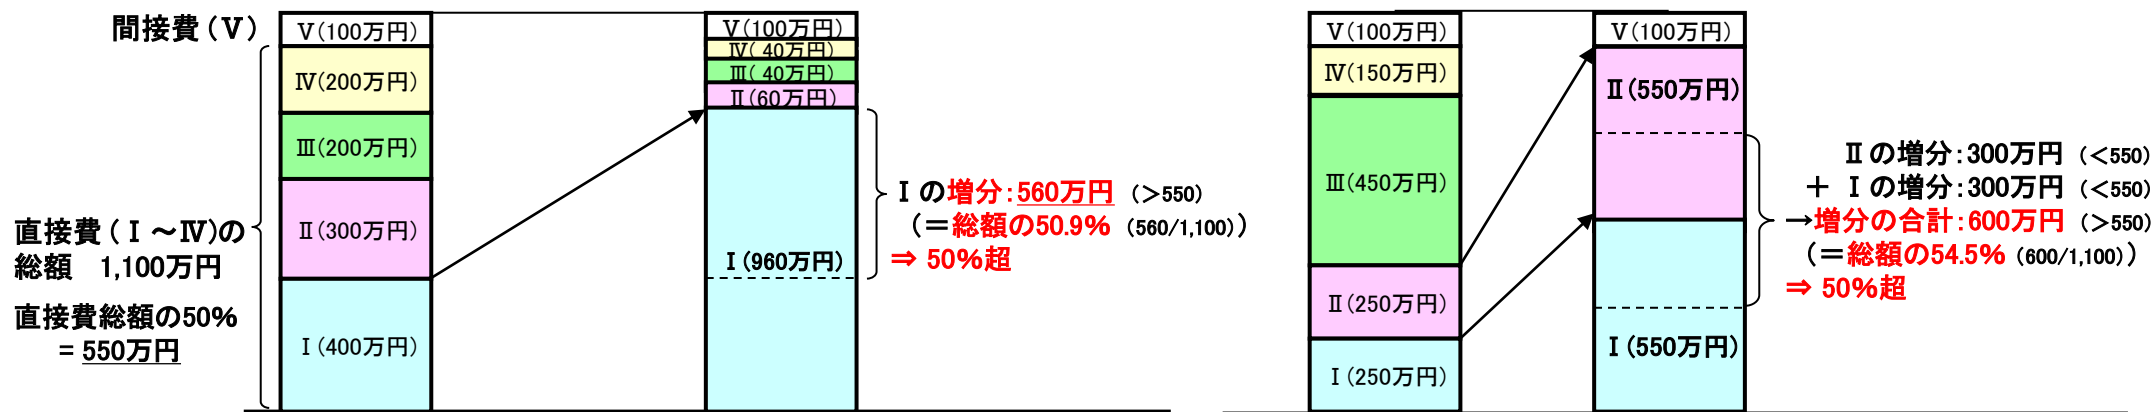 間接費(Ⅴ)
Ⅴ(100万円)
Ⅳ(200万円)
Ⅲ(200万円)
Ⅱ(300万円)
Ⅰ(400万円)
直接費(Ⅰ~Ⅳ)の
総額 1,100万円
直接費総額の50%
= 550万円
Ⅴ(100万円)
Ⅳ( 40万円)
Ⅲ( 40万円)
Ⅱ(60万円)
Ⅰ(960万円)
Ⅰの増分:560万円 (>550)
(=総額の50.9% (560/1,100))
⇒ 50%超
Ⅴ(100万円)
Ⅳ(150万円)
Ⅲ(450万円)
Ⅱ(250万円)
Ⅰ(250万円)
Ⅴ(100万円)
Ⅱ(550万円)
Ⅰ(550万円)
Ⅱの増分:300万円 (<550)
+ Ⅰの増分:300万円 (<550)
→増分の合計:600万円 (>550)
(=総額の54.5% (600/1,100))
⇒ 50%超